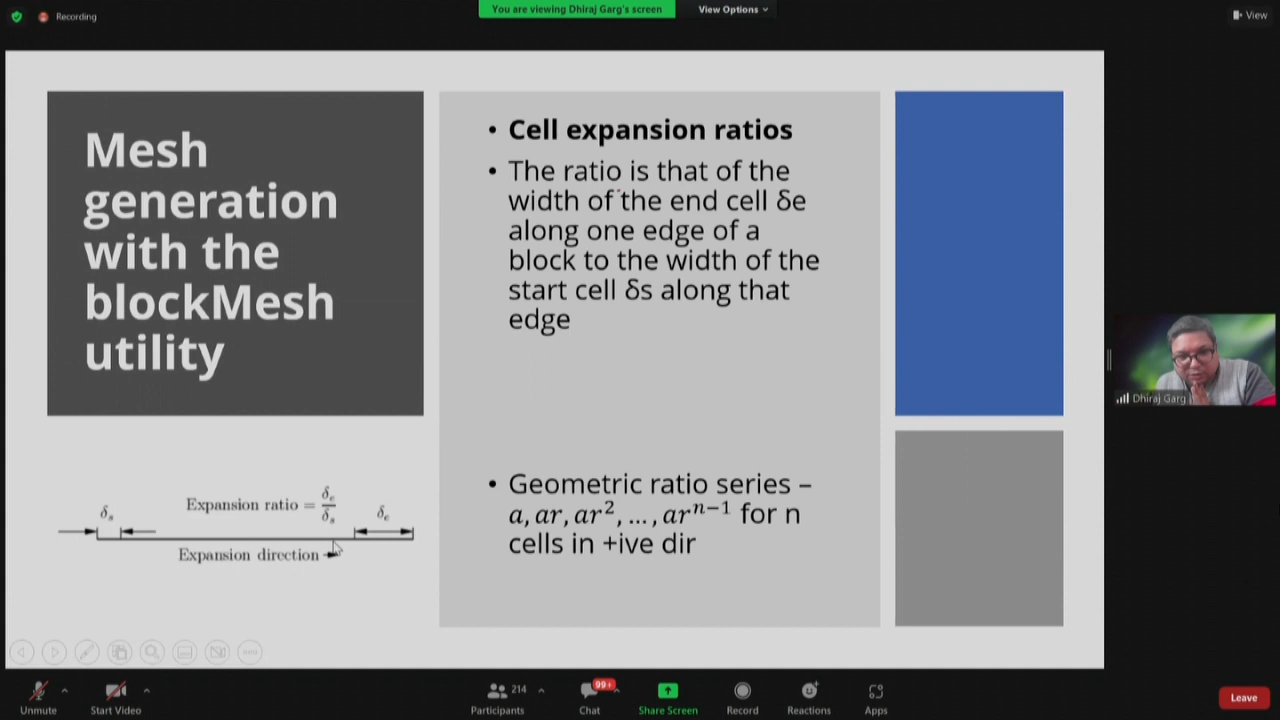 Recording
You are viewing Dhiraj Garg's screen
View Options
View
Mesh
generation
with the
blockMesh
utility
• Cell expansion ratios
• The ratio is that of the
width of the end cell δe
along one edge of a
block to the width of the
start cell δs along that
edge
• Geometric ratio series –
a, ar, ar², ..., arⁿ⁻¹ for n
cells in +ive dir
δₛ
Expansion ratio = δₑ/δₛ
δₑ
Expansion direction
Dhiraj Garg
Unmute
Start Video
214
Participants
99+
Chat
Share Screen
Record
Reactions
Apps
Leave